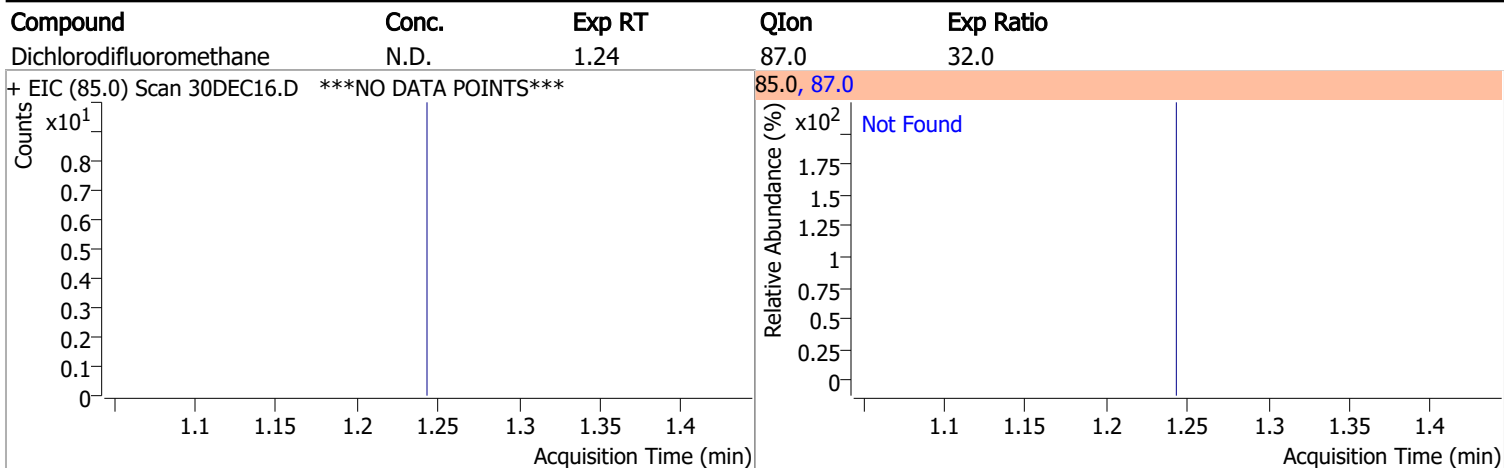 Compound Conc. Exp RT QIon Exp Ratio
Dichlorodifluoromethane N.D. 1.24 87.0 32.0
+ EIC (85.0) Scan 30DEC16.D ***NO DATA POINTS***
Counts
x10¹
0.8
0.7
0.6
0.5
0.4
0.3
0.2
0.1
0
1.1 1.15 1.2 1.25 1.3 1.35 1.4
Acquisition Time (min)
85.0, 87.0
Relative Abundance (%)
x10²
Not Found
1.75
1.5
1.25
1
0.75
0.5
0.25
0
1.1 1.15 1.2 1.25 1.3 1.35 1.4
Acquisition Time (min)